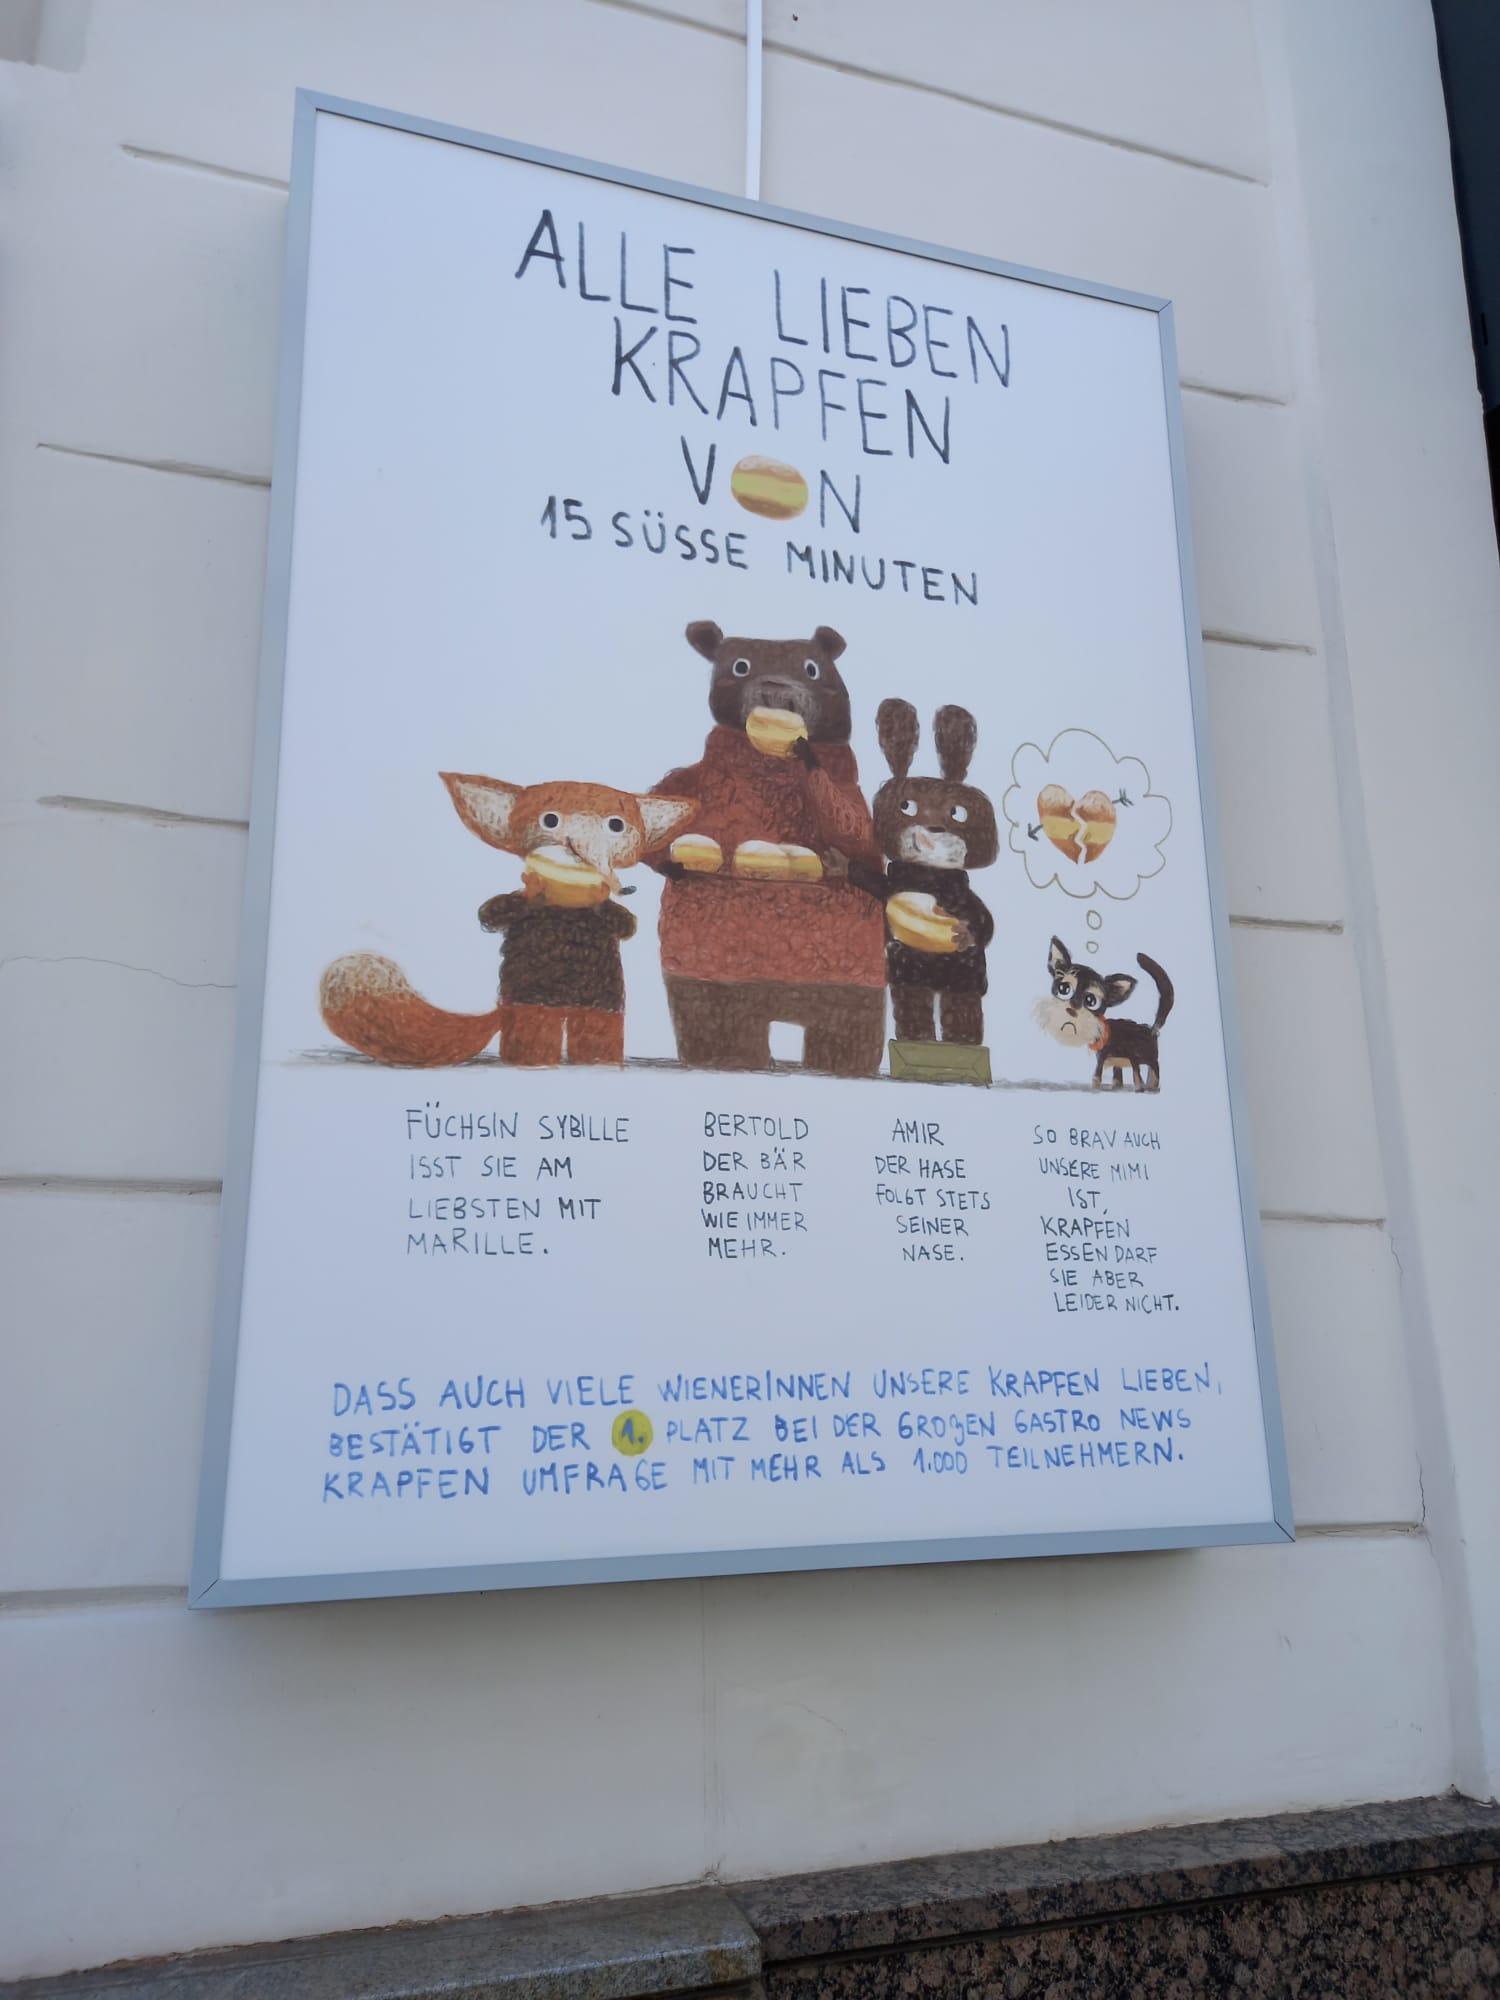 ALLE LIEBEN
KRAPFEN
VON
15 SÜSSE MINUTEN
FÜCHSIN SYBILLE
ISST SIE AM
LIEBSTEN MIT
MARILLE.
BERTOLD
DER BÄR
BRAUCHT
WIE IMMER
MEHR.
AMIR
DER HASE
FOLGT STETS
SEINER
NASE.
SO BRAV AUCH
UNSERE MIMI
IST,
KRAPFEN
ESSEN DARF
SIE ABER
LEIDER NICHT.
DASS AUCH VIELE WIENERINNEN UNSERE KRAPFEN LIEBEN,
BESTÄTIGT DER 1. PLATZ BEI DER GROßEN GASTRO NEWS
KRAPFEN UMFRAGE MIT MEHR ALS 1.000 TEILNEHMERN.